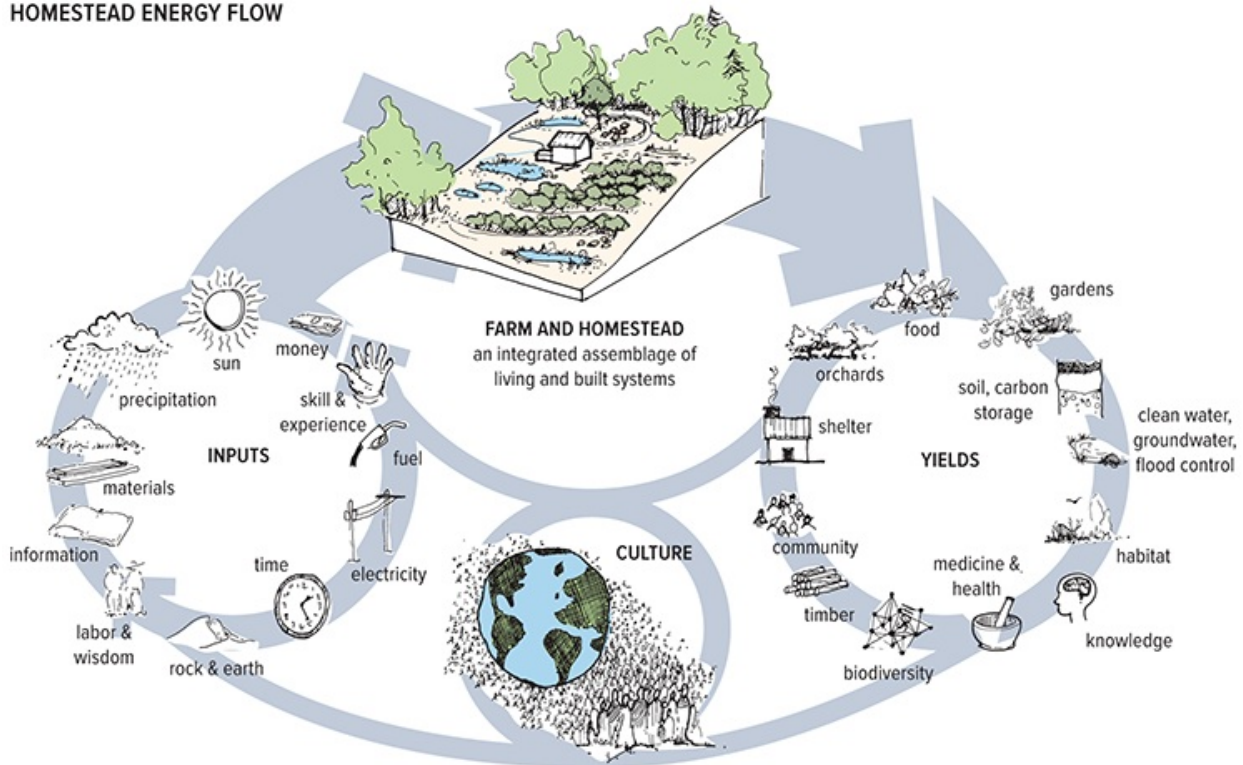 HOMESTEAD ENERGY FLOW
FARM AND HOMESTEAD
an integrated assemblage of
living and built systems
INPUTS
sun
money
precipitation
skill &
experience
fuel
materials
information
time
electricity
labor &
wisdom
rock & earth
CULTURE
YIELDS
food
gardens
orchards
soil, carbon
storage
shelter
clean water,
groundwater,
flood control
community
medicine &
health
habitat
timber
knowledge
biodiversity